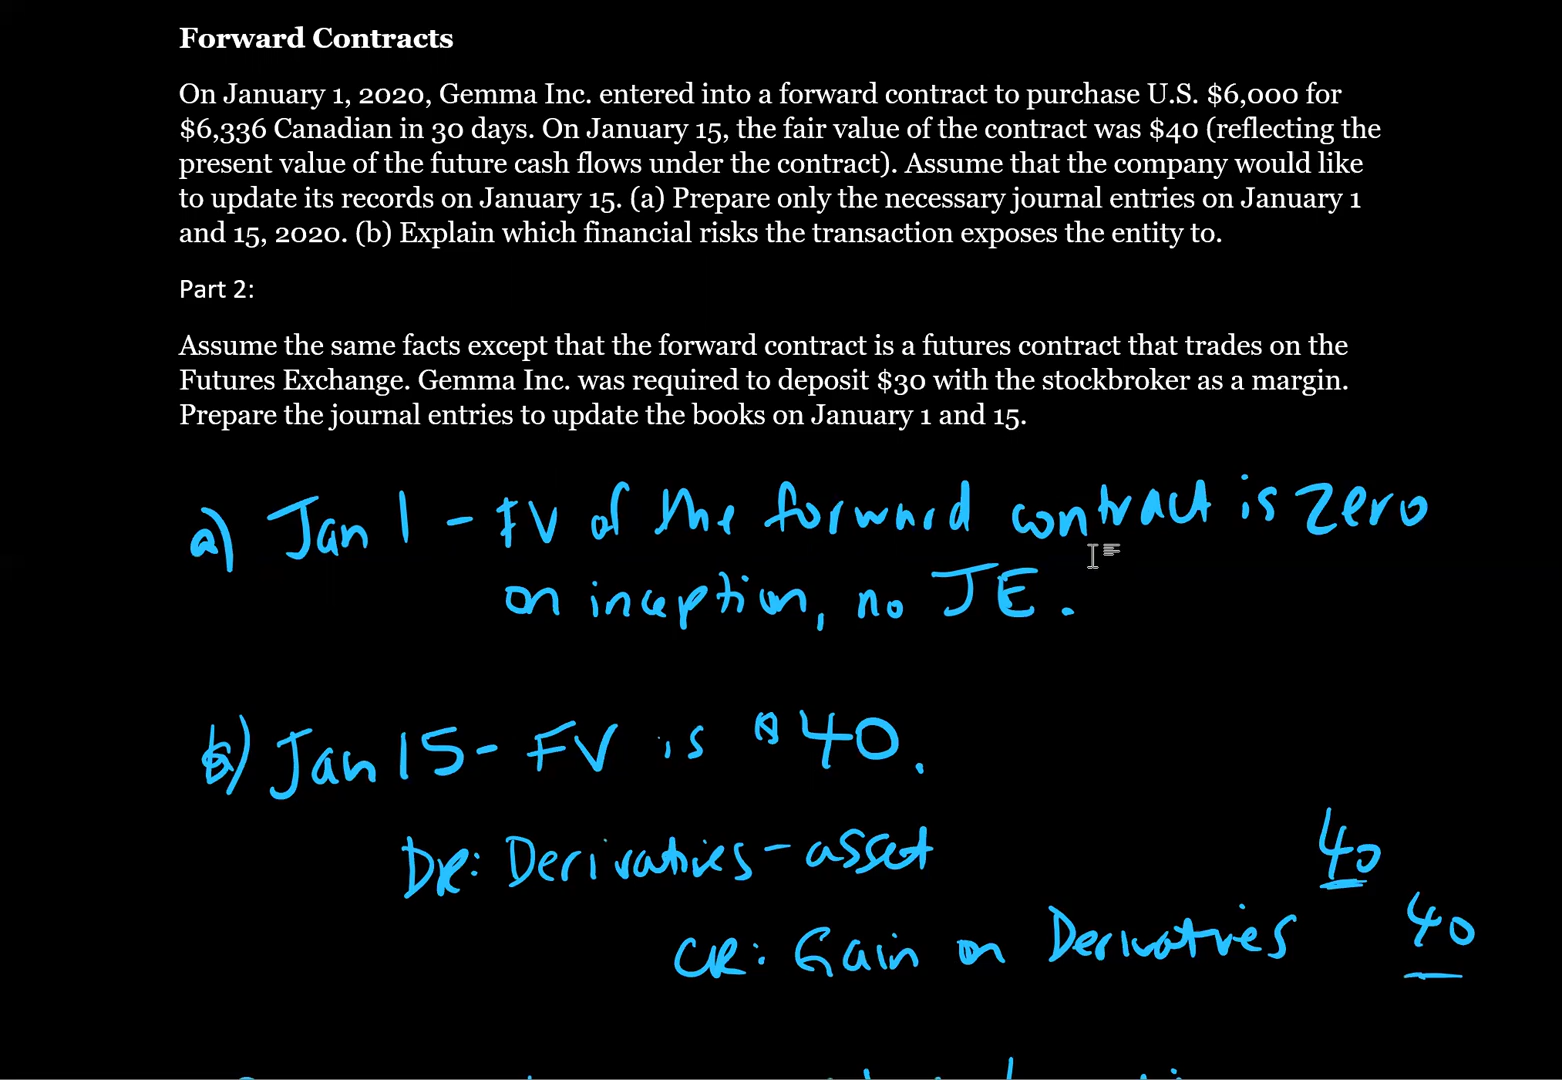 Forward Contracts
On January 1, 2020, Gemma Inc. entered into a forward contract to purchase U.S. $6,000 for
$6,336 Canadian in 30 days. On January 15, the fair value of the contract was $40 (reflecting the
present value of the future cash flows under the contract). Assume that the company would like
to update its records on January 15. (a) Prepare only the necessary journal entries on January 1
and 15, 2020. (b) Explain which financial risks the transaction exposes the entity to.
Part 2:
Assume the same facts except that the forward contract is a futures contract that trades on the
Futures Exchange. Gemma Inc. was required to deposit $30 with the stockbroker as a margin.
Prepare the journal entries to update the books on January 1 and 15.
a) Jan 1 - FV of the forward contract is zero
on inception, no JE.
b) Jan 15 - FV is $40.
DR: Derivatives - asset 40
CR: Gain on Derivatives 40